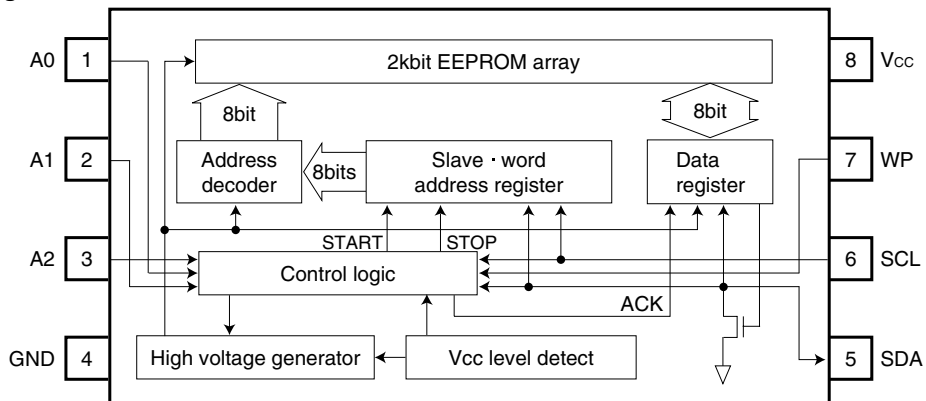 A0 1 2kbit EEPROM array 8 Vcc
8bit 8bit
A1 2 Address decoder 8bits Slave・word address register Data register 7 WP
START STOP
A2 3 Control logic 6 SCL
ACK
GND 4 High voltage generator Vcc level detect 5 SDA